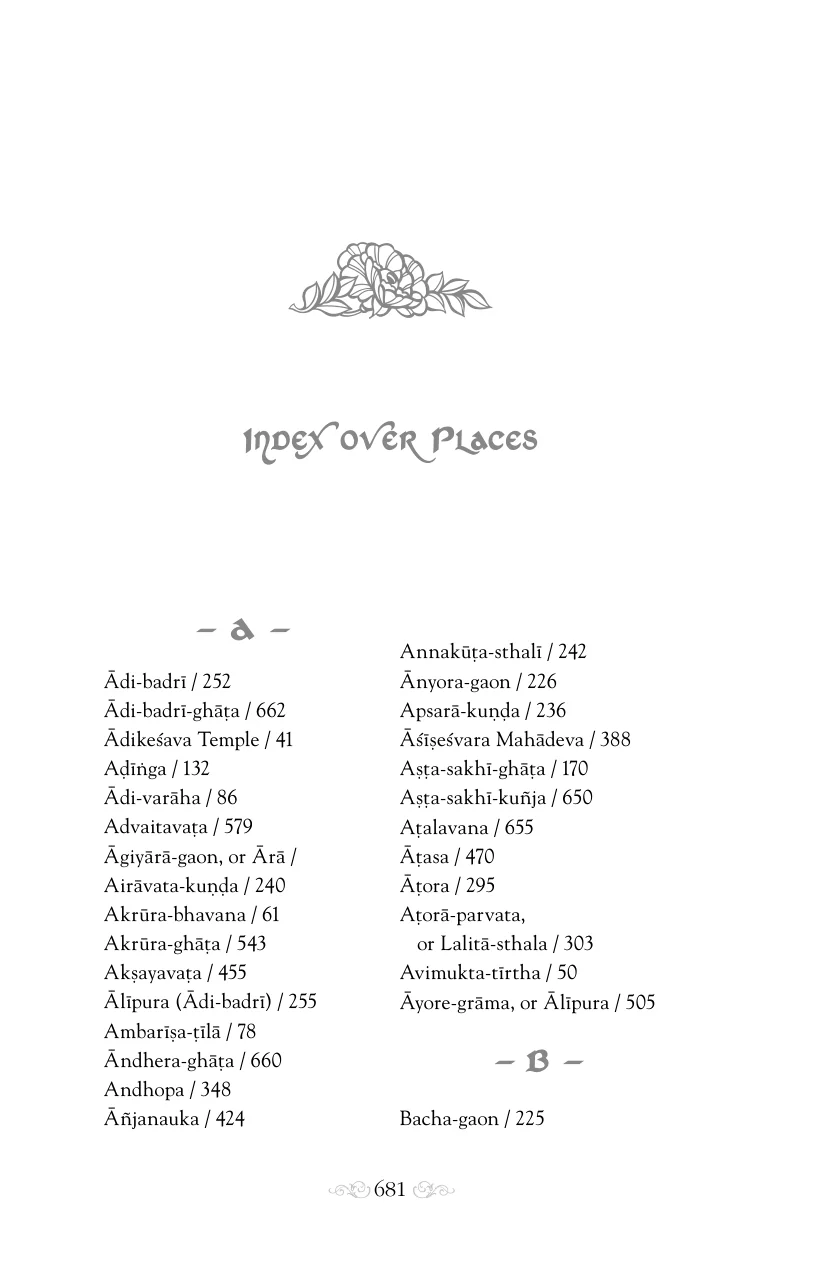 Index over Places
– A –
Ādi-badrī / 252
Ādi-badrī-ghāṭa / 662
Ādikeśava Temple / 41
Aḍīṅga / 132
Ādi-varāha / 86
Advaitavaṭa / 579
Āgiyārā-gaon, or Ārā /
Airāvata-kuṇḍa / 240
Akrūra-bhavana / 61
Akrūra-ghāṭa / 543
Akṣayavaṭa / 455
Ālīpura (Ādi-badrī) / 255
Ambarīṣa-ṭīlā / 78
Āndhera-ghāṭa / 660
Andhopa / 348
Āñjanauka / 424
Annakūṭa-sthalī / 242
Ānyora-gaon / 226
Apsarā-kuṇḍa / 236
Āśīṣeśvara Mahādeva / 388
Aṣṭa-sakhī-ghāṭa / 170
Aṣṭa-sakhī-kuñja / 650
Aṭalavana / 655
Āṭasa / 470
Āṭora / 295
Aṭorā-parvata,
or Lalitā-sthala / 303
Avimukta-tīrtha / 50
Āyore-grāma, or Ālīpura / 505
– B –
Bacha-gaon / 225
681